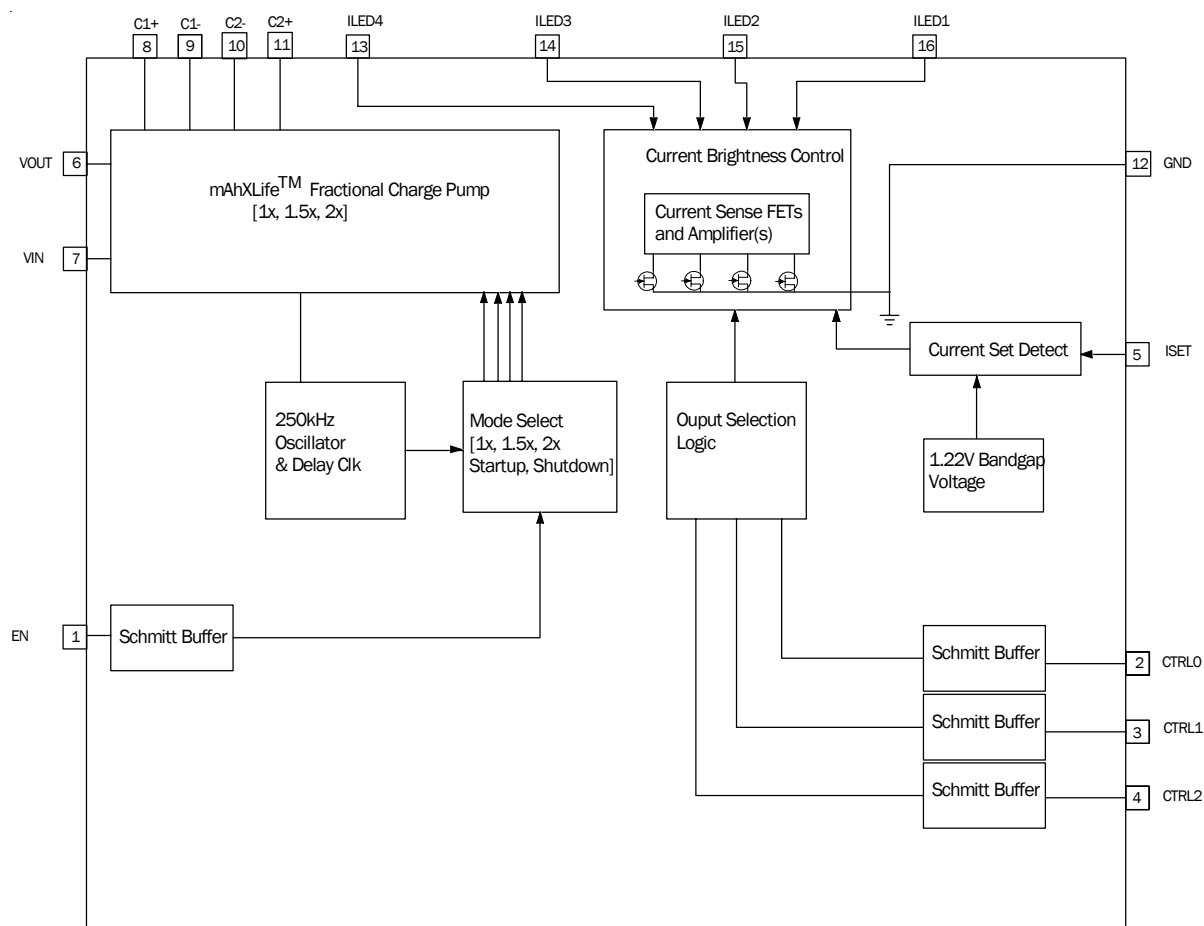 C1+ C1- C2- C2+ ILED4 ILED3 ILED2 ILED1
8 9 10 11 13 14 15 16
VOUT 6
mAhXLife™ Fractional Charge Pump
[1x, 1.5x, 2x]
VIN 7
Current Brightness Control
Current Sense FETs
and Amplifier(s)
12 GND
Current Set Detect
5 ISET
250kHz
Oscillator
& Delay Clk
Mode Select
[1x, 1.5x, 2x
Startup, Shutdown]
Ouput Selection
Logic
1.22V Bandgap
Voltage
EN 1
Schmitt Buffer
Schmitt Buffer
2 CTRL0
Schmitt Buffer
3 CTRL1
Schmitt Buffer
4 CTRL2